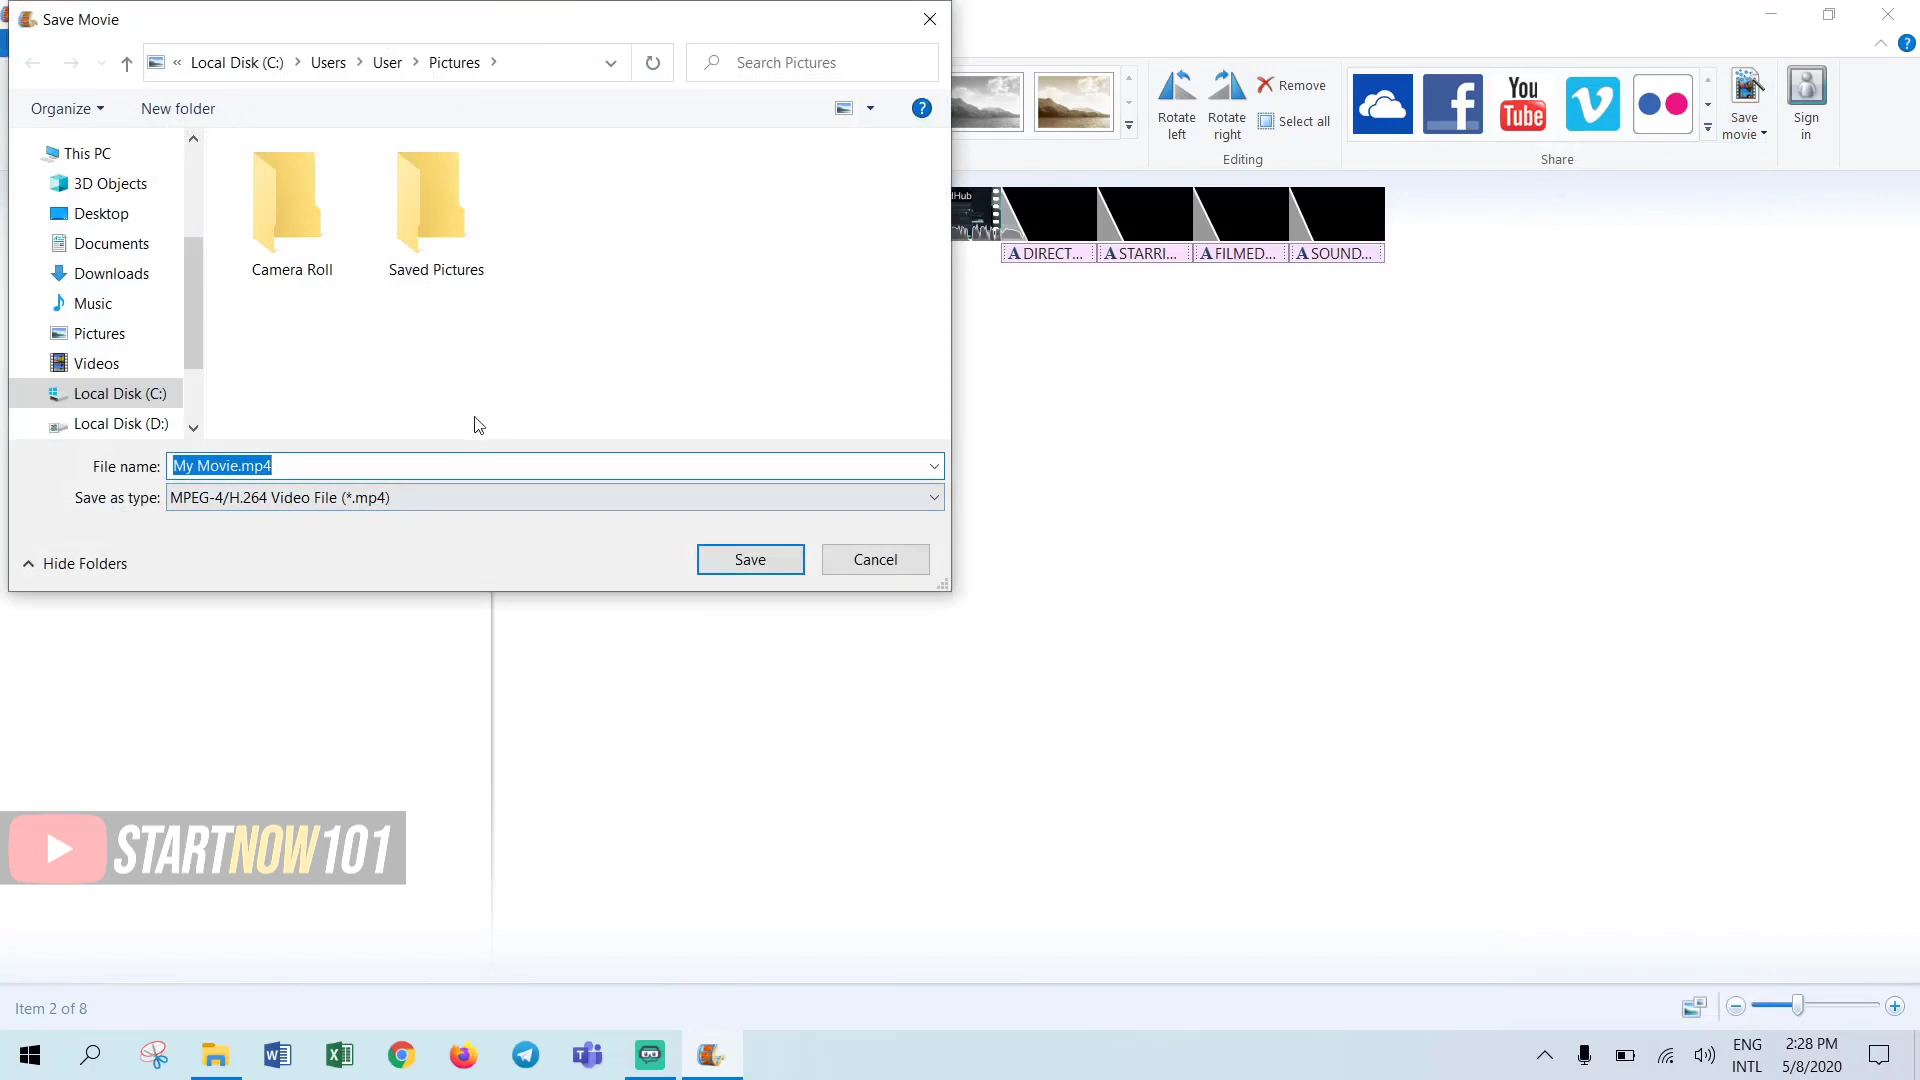 Save Movie
« Local Disk (C:) > Users > User > Pictures >
Search Pictures
Organize
New folder
This PC
3D Objects
Desktop
Documents
Downloads
Music
Pictures
Videos
Local Disk (C:)
Local Disk (D:)
Camera Roll
Saved Pictures
File name: My Movie.mp4
Save as type: MPEG-4/H.264 Video File (*.mp4)
Hide Folders
Save
Cancel
Rotate left
Rotate right
Remove
Select all
Editing
You Tube
Share
Save movie
Sign in
lHub
A DIRECT...
A STARRI...
A FILMED...
A SOUND...
STARTNOW101
Item 2 of 8
ENG
INTL
2:28 PM
5/8/2020